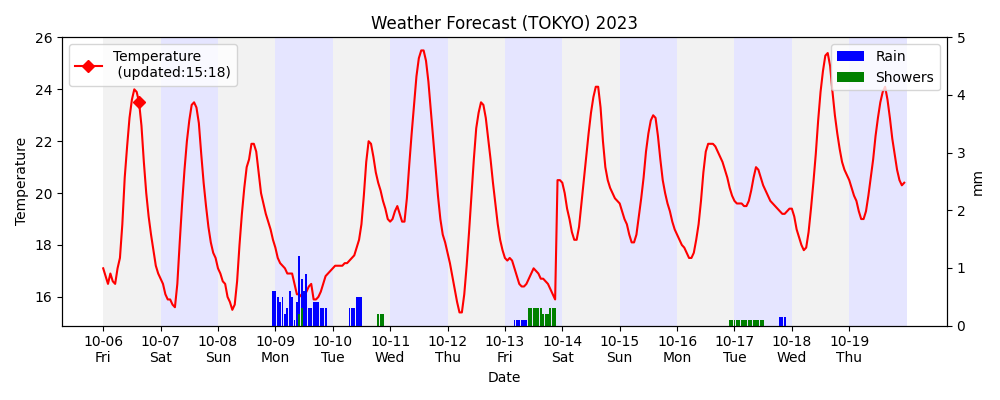 Weather Forecast (TOKYO) 2023
Temperature
(updated:15:18)
Rain
Showers
26
24
22
20
18
16
Temperature
5
4
3
2
1
0
mm
10-06 10-07 10-08 10-09 10-10 10-11 10-12 10-13 10-14 10-15 10-16 10-17 10-18 10-19
Fri Sat Sun Mon Tue Wed Thu Fri Sat Sun Mon Tue Wed Thu
Date